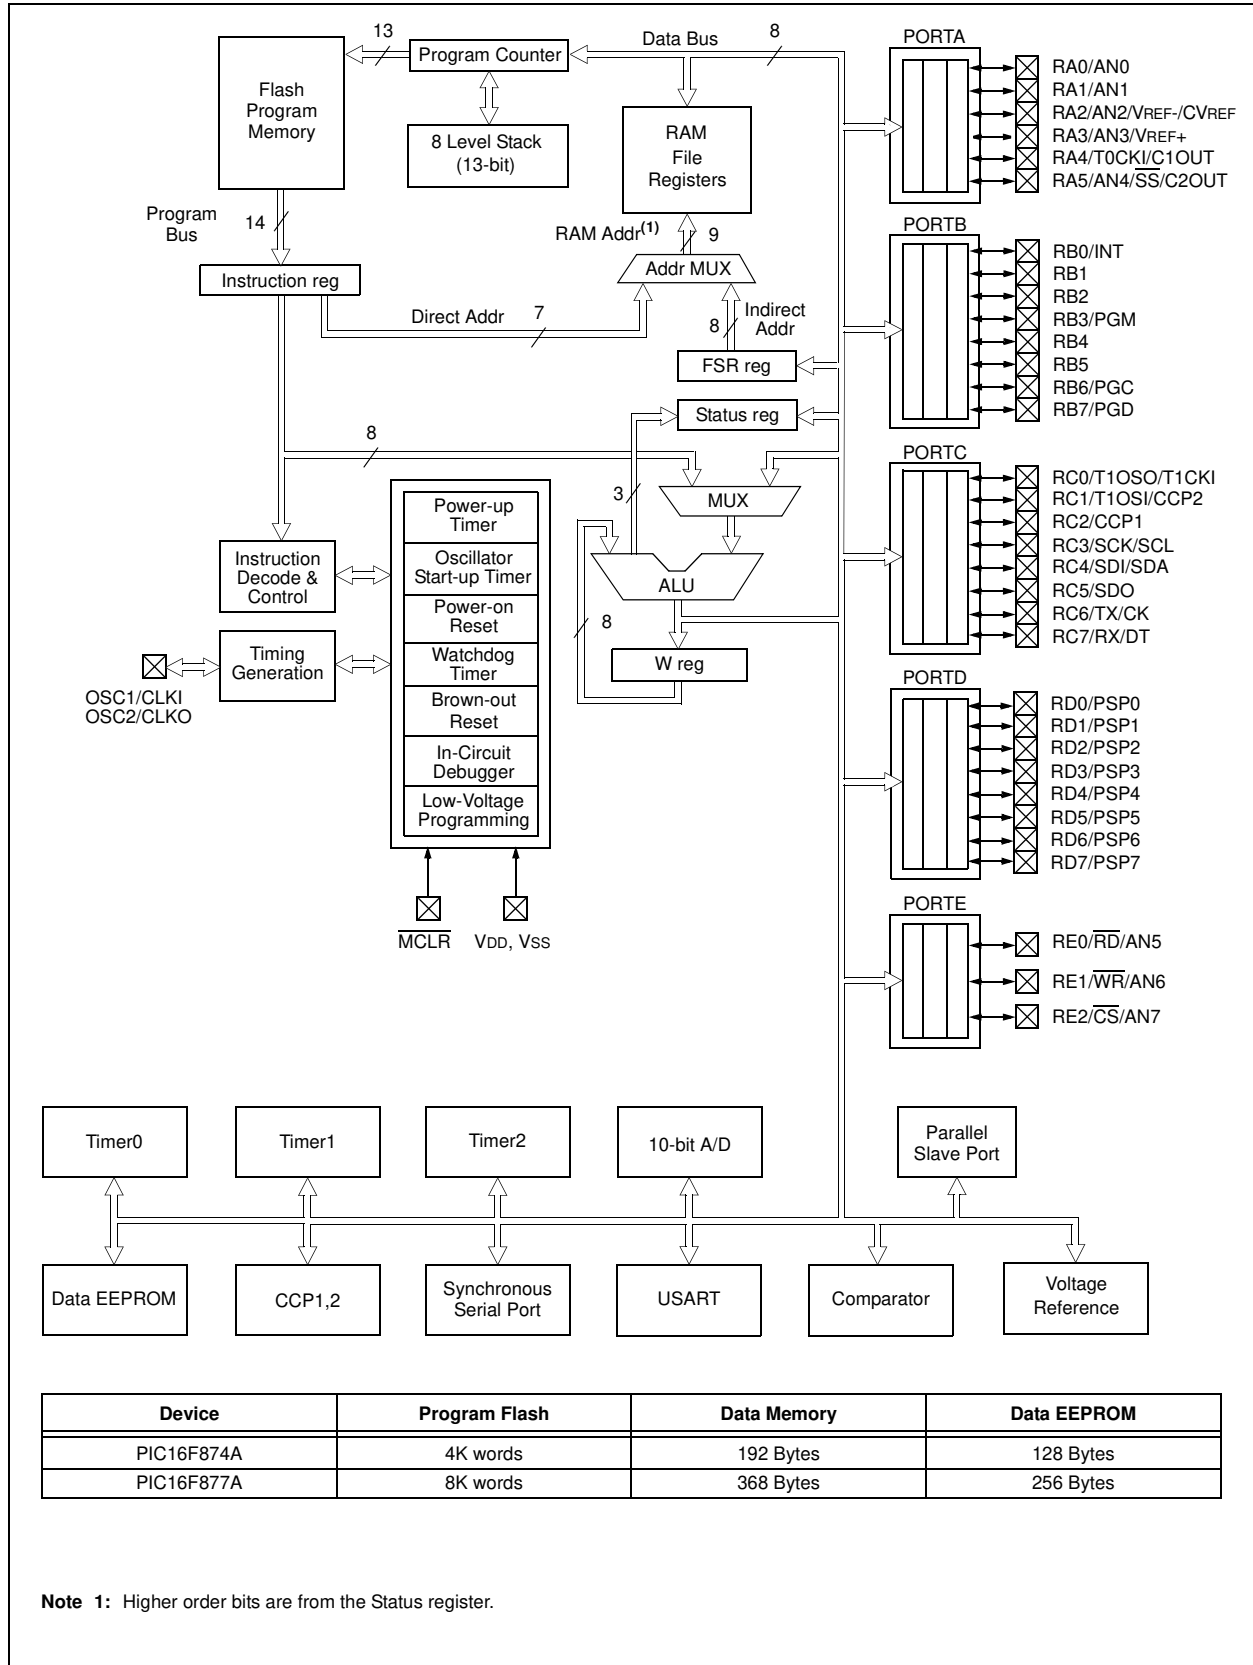 13
Data Bus
8
PORTA
Program Counter
Flash
Program
Memory
8 Level Stack
(13-bit)
RAM
File
Registers
RA0/AN0
RA1/AN1
RA2/AN2/VREF-/CVREF
RA3/AN3/VREF+
RA4/T0CKI/C1OUT
RA5/AN4/SS/C2OUT
Program
Bus
14
RAM Addr(1)
9
PORTB
Instruction reg
Addr MUX
RB0/INT
RB1
RB2
RB3/PGM
RB4
RB5
RB6/PGC
RB7/PGD
Direct Addr
7
8
Indirect
Addr
FSR reg
Status reg
8
3
MUX
PORTC
RC0/T1OSO/T1CKI
RC1/T1OSI/CCP2
RC2/CCP1
RC3/SCK/SCL
RC4/SDI/SDA
RC5/SDO
RC6/TX/CK
RC7/RX/DT
Power-up
Timer
Oscillator
Start-up Timer
Power-on
Reset
Watchdog
Timer
Brown-out
Reset
In-Circuit
Debugger
Low-Voltage
Programming
Instruction
Decode &
Control
ALU
8
W reg
Timing
Generation
OSC1/CLKI
OSC2/CLKO
PORTD
RD0/PSP0
RD1/PSP1
RD2/PSP2
RD3/PSP3
RD4/PSP4
RD5/PSP5
RD6/PSP6
RD7/PSP7
MCLR
VDD, VSS
PORTE
RE0/RD/AN5
RE1/WR/AN6
RE2/CS/AN7
Timer0
Timer1
Timer2
10-bit A/D
Parallel
Slave Port
Data EEPROM
CCP1,2
Synchronous
Serial Port
USART
Comparator
Voltage
Reference
Device Program Flash Data Memory Data EEPROM
PIC16F874A 4K words 192 Bytes 128 Bytes
PIC16F877A 8K words 368 Bytes 256 Bytes
Note 1: Higher order bits are from the Status register.